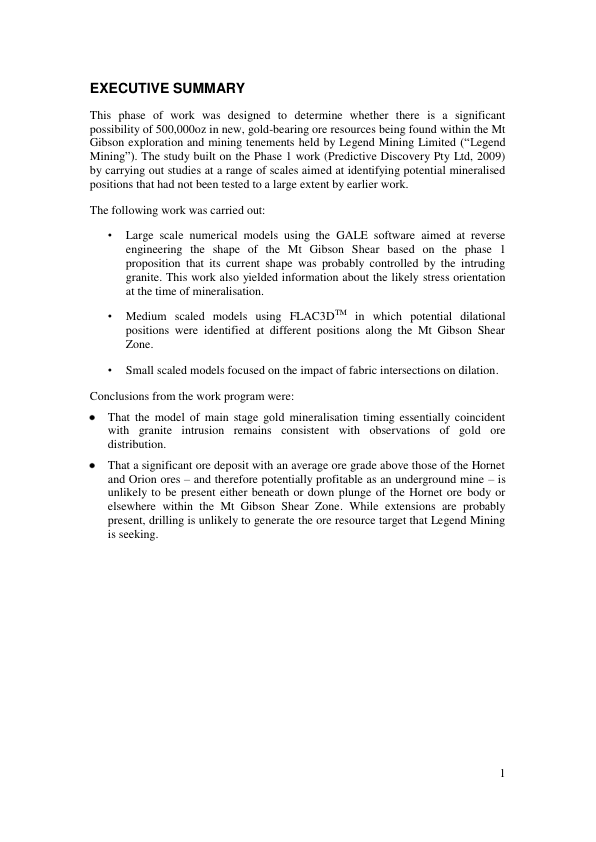 EXECUTIVE SUMMARY
This phase of work was designed to determine whether there is a significant
possibility of 500,000oz in new, gold-bearing ore resources being found within the Mt
Gibson exploration and mining tenements held by Legend Mining Limited (“Legend
Mining”). The study built on the Phase 1 work (Predictive Discovery Pty Ltd, 2009)
by carrying out studies at a range of scales aimed at identifying potential mineralised
positions that had not been tested to a large extent by earlier work.
The following work was carried out:
• Large scale numerical models using the GALE software aimed at reverse
engineering the shape of the Mt Gibson Shear based on the phase 1
proposition that its current shape was probably controlled by the intruding
granite. This work also yielded information about the likely stress orientation
at the time of mineralisation.
• Medium scaled models using FLAC3DTM in which potential dilational
positions were identified at different positions along the Mt Gibson Shear
Zone.
• Small scaled models focused on the impact of fabric intersections on dilation.
Conclusions from the work program were:
• That the model of main stage gold mineralisation timing essentially coincident
with granite intrusion remains consistent with observations of gold ore
distribution.
• That a significant ore deposit with an average ore grade above those of the Hornet
and Orion ores – and therefore potentially profitable as an underground mine – is
unlikely to be present either beneath or down plunge of the Hornet ore body or
elsewhere within the Mt Gibson Shear Zone. While extensions are probably
present, drilling is unlikely to generate the ore resource target that Legend Mining
is seeking.
1